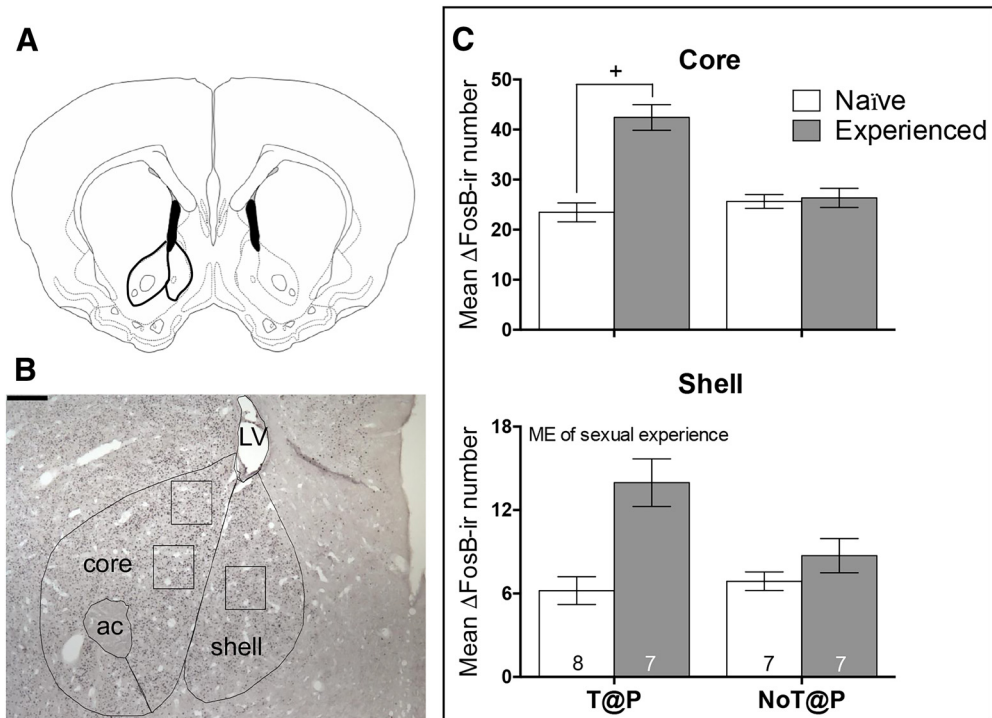 A
B
LV
core
ac
shell
C
Core
+
Naïve
Experienced
Mean ΔFosB-ir number
50
40
30
20
10
0
Shell
ME of sexual experience
Mean ΔFosB-ir number
18
12
6
0
8
7
7
7
T@P
NoT@P